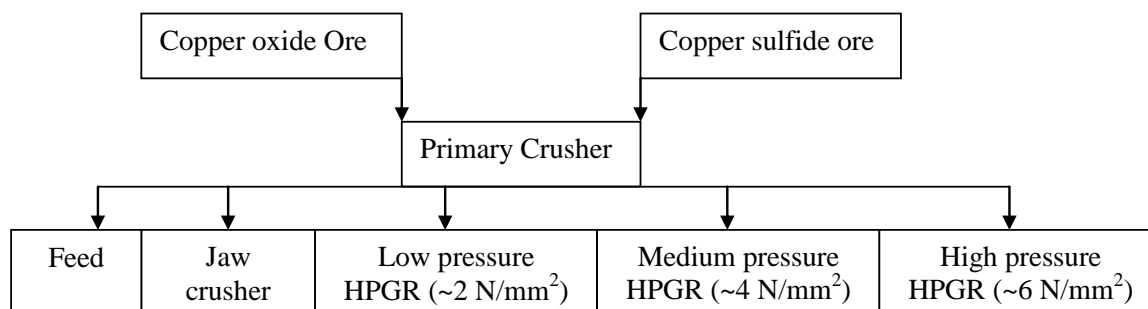 Copper oxide Ore
Copper sulfide ore
Primary Crusher
Feed
Jaw
crusher
Low pressure
HPGR (~2 N/mm²)
Medium pressure
HPGR (~4 N/mm²)
High pressure
HPGR (~6 N/mm²)